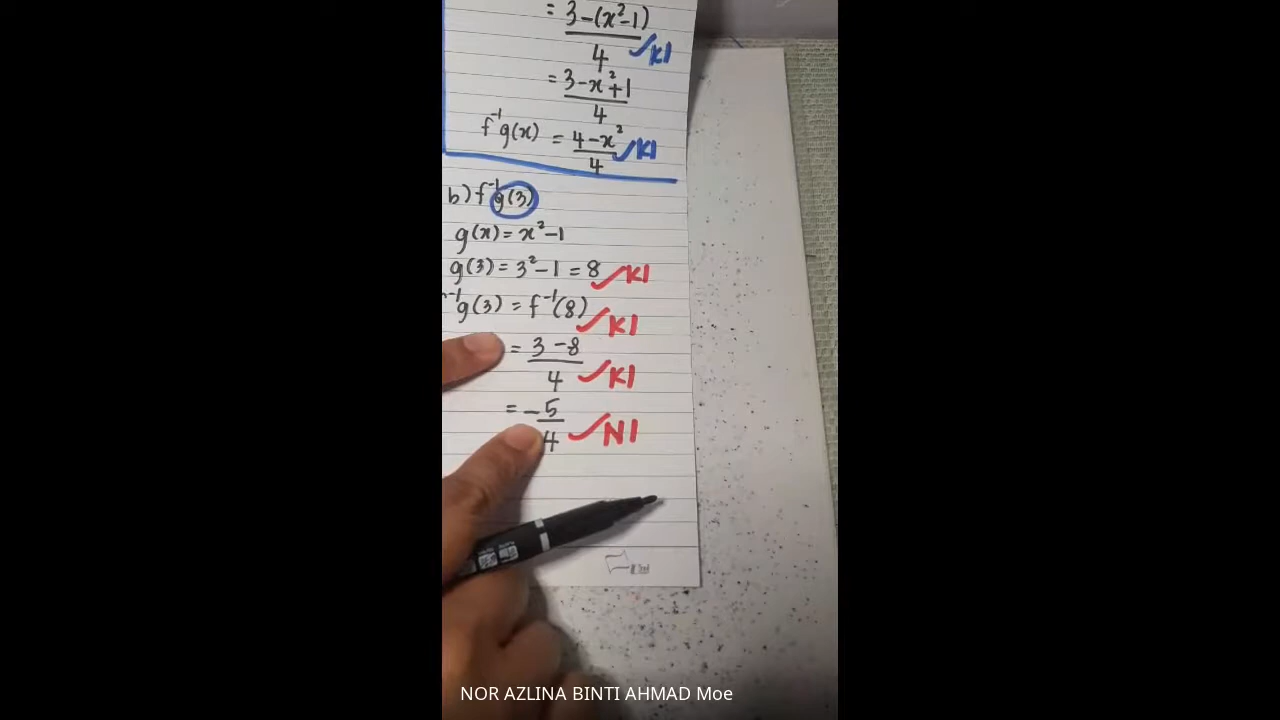 = 3-(x²-1)/4 ✓K1
= 3-x²+1/4
f⁻¹g(x) = 4-x²/4 ✓K1
b) f⁻¹g(3)
g(x) = x²-1
g(3) = 3²-1 = 8 ✓K1
⁻¹g(3) = f⁻¹(8) ✓K1
= 3-8/4 ✓K1
= -5/4 ✓N1
NOR AZLINA BINTI AHMAD Moe